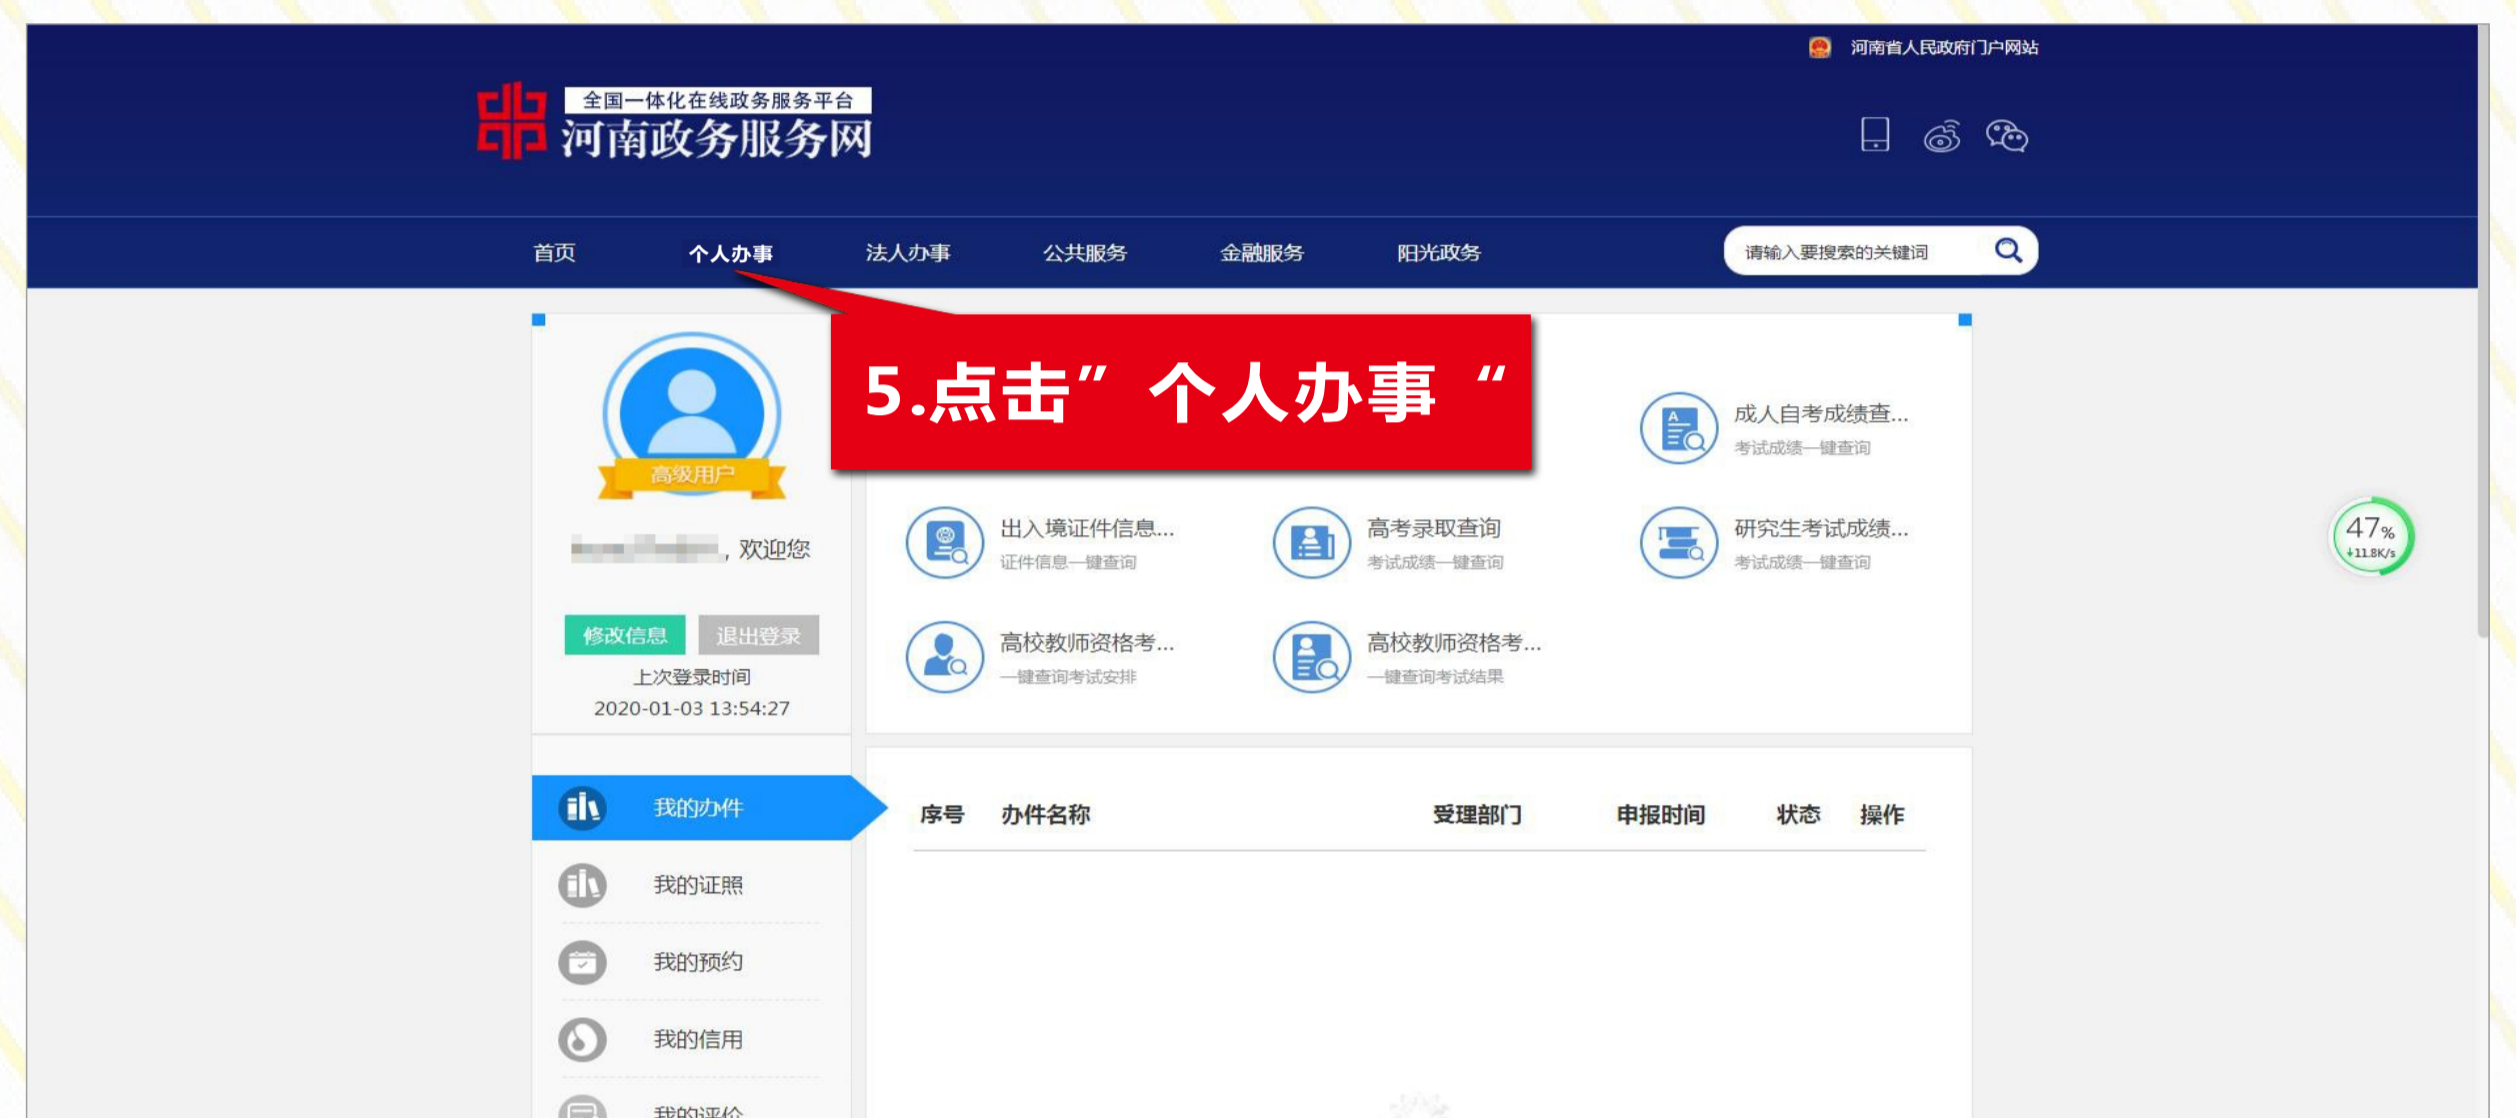 河南省人民政府门户网站
全国一体化在线政务服务平台
河南政务服务网
首页 个人办事 法人办事 公共服务 金融服务 阳光政务 请输入要搜索的关键词
5.点击”个人办事“
高级用户
，欢迎您
修改信息 退出登录
上次登录时间
2020-01-03 13:54:27
成人自考成绩查...
考试成绩一键查询
出入境证件信息...
证件信息一键查询
高考录取查询
考试成绩一键查询
研究生考试成绩...
考试成绩一键查询
高校教师资格考...
一键查询考试安排
高校教师资格考...
一键查询考试结果
47%
↓11.8K/s
我的办件
我的证照
我的预约
我的信用
我的评价
序号 办件名称 受理部门 申报时间 状态 操作